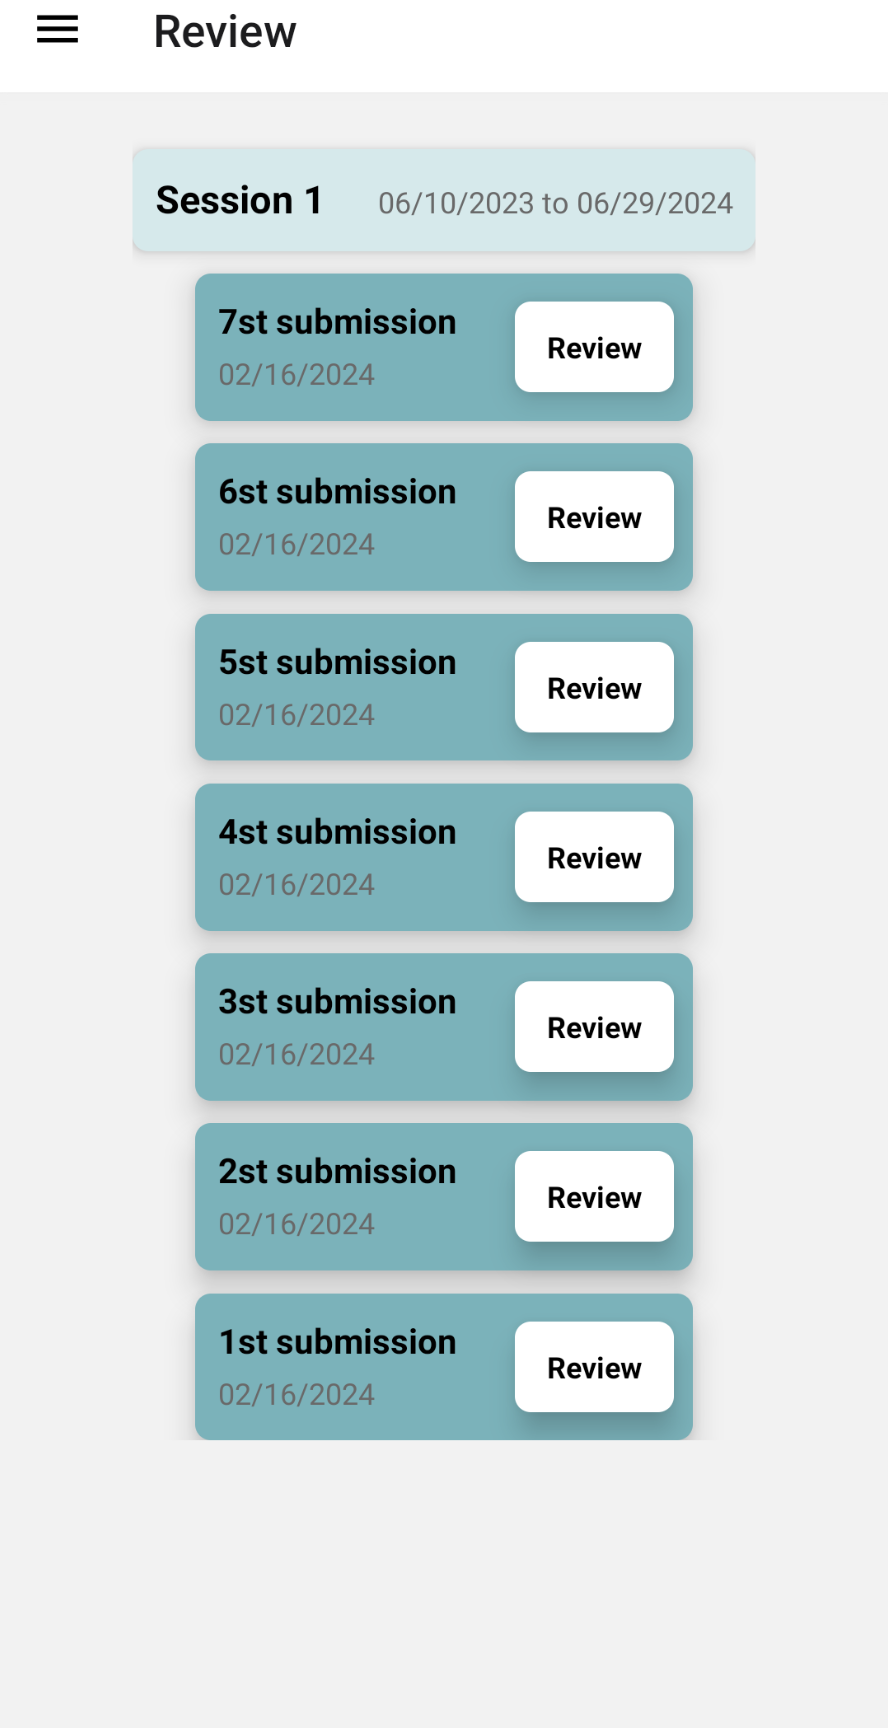 Review
Session 1 06/10/2023 to 06/29/2024
7st submission
02/16/2024
Review
6st submission
02/16/2024
Review
5st submission
02/16/2024
Review
4st submission
02/16/2024
Review
3st submission
02/16/2024
Review
2st submission
02/16/2024
Review
1st submission
02/16/2024
Review